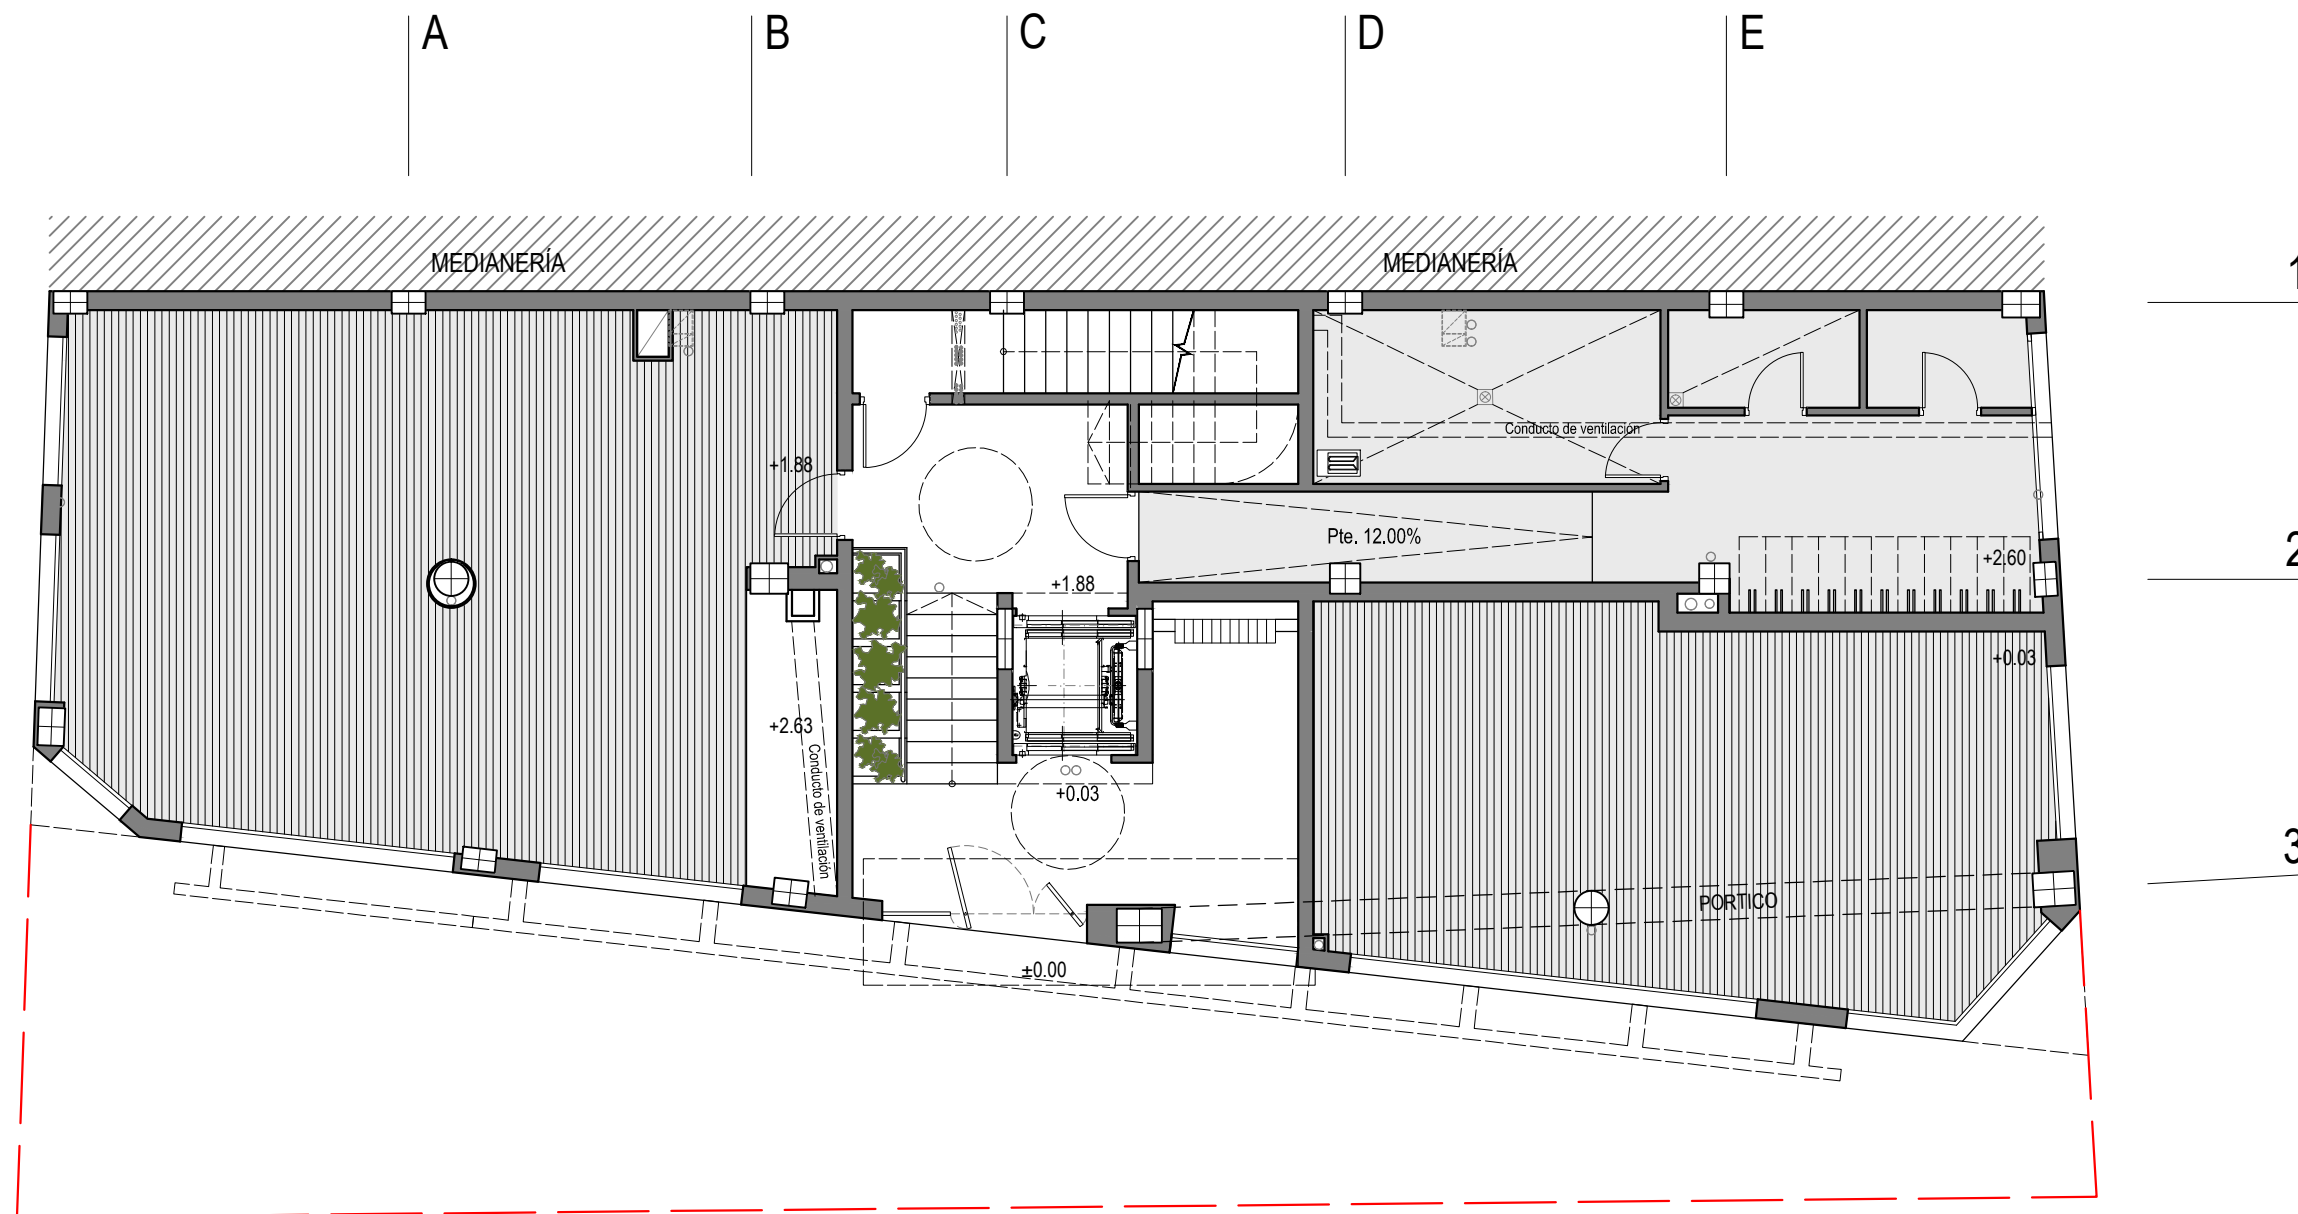 A
B
C
D
E
MEDIANERÍA
MEDIANERÍA
1
Conducto de ventilación
+1.88
Pte. 12.00%
2
+2.60
+1.88
+0.03
+2.63
Conducto de ventilación
+0.03
3
PORTICO
±0.00